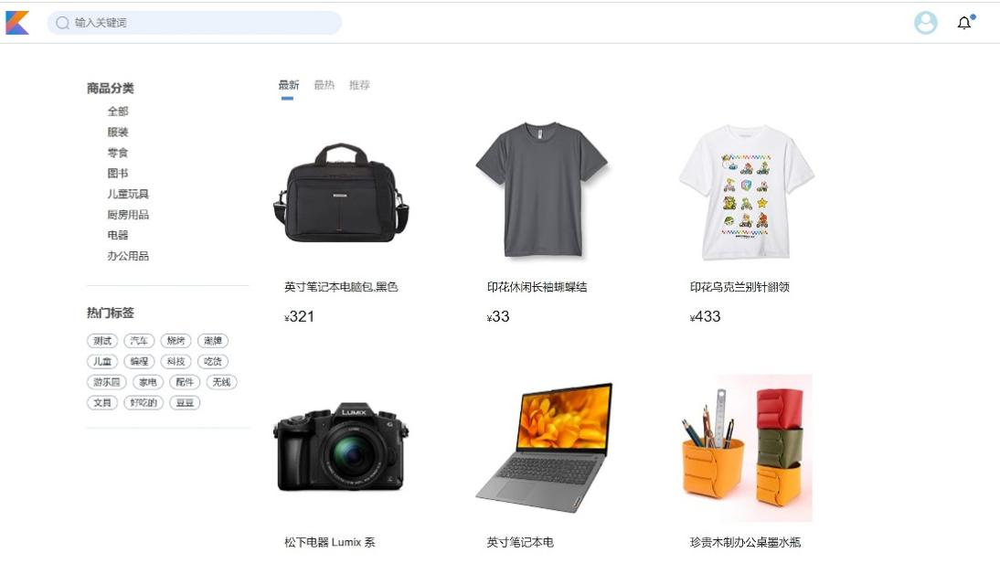 输入关键词
商品分类
全部
服装
零食
图书
儿童玩具
厨房用品
电器
办公用品
热门标签
测试 汽车 烧烤 潮牌
儿童 编程 科技 吃货
游乐园 家电 配件 无线
文具 好吃的 豆豆
最新 最热 推荐
英寸笔记本电脑包,黑色
¥321
印花休闲长袖蝴蝶结
¥33
印花乌克兰别针翻领
¥433
LUMIX
G
松下电器 Lumix 系
英寸笔记本电
珍贵木制办公桌墨水瓶